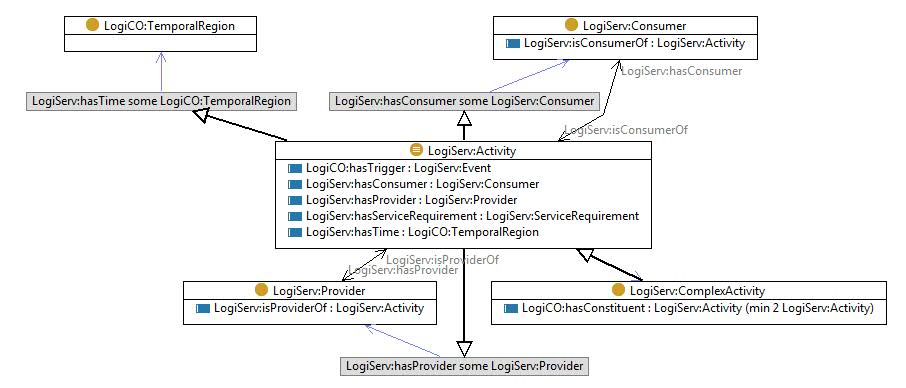 LogiCO:TemporalRegion
LogiServ:Consumer
LogiServ:isConsumerOf : LogiServ:Activity
LogiServ:hasConsumer
LogiServ:hasTime some LogiCO:TemporalRegion
LogiServ:hasConsumer some LogiServ:Consumer
LogiServ:isConsumerOf
LogiServ:Activity
LogiCO:hasTrigger : LogiServ:Event
LogiServ:hasConsumer : LogiServ:Consumer
LogiServ:hasProvider : LogiServ:Provider
LogiServ:hasServiceRequirement : LogiServ:ServiceRequirement
LogiServ:hasTime : LogiCO:TemporalRegion
LogiServ:isProviderOf
LogiServ:hasProvider
LogiServ:Provider
LogiServ:isProviderOf : LogiServ:Activity
LogiServ:ComplexActivity
LogiCO:hasConstituent : LogiServ:Activity (min 2 LogiServ:Activity)
LogiServ:hasProvider some LogiServ:Provider